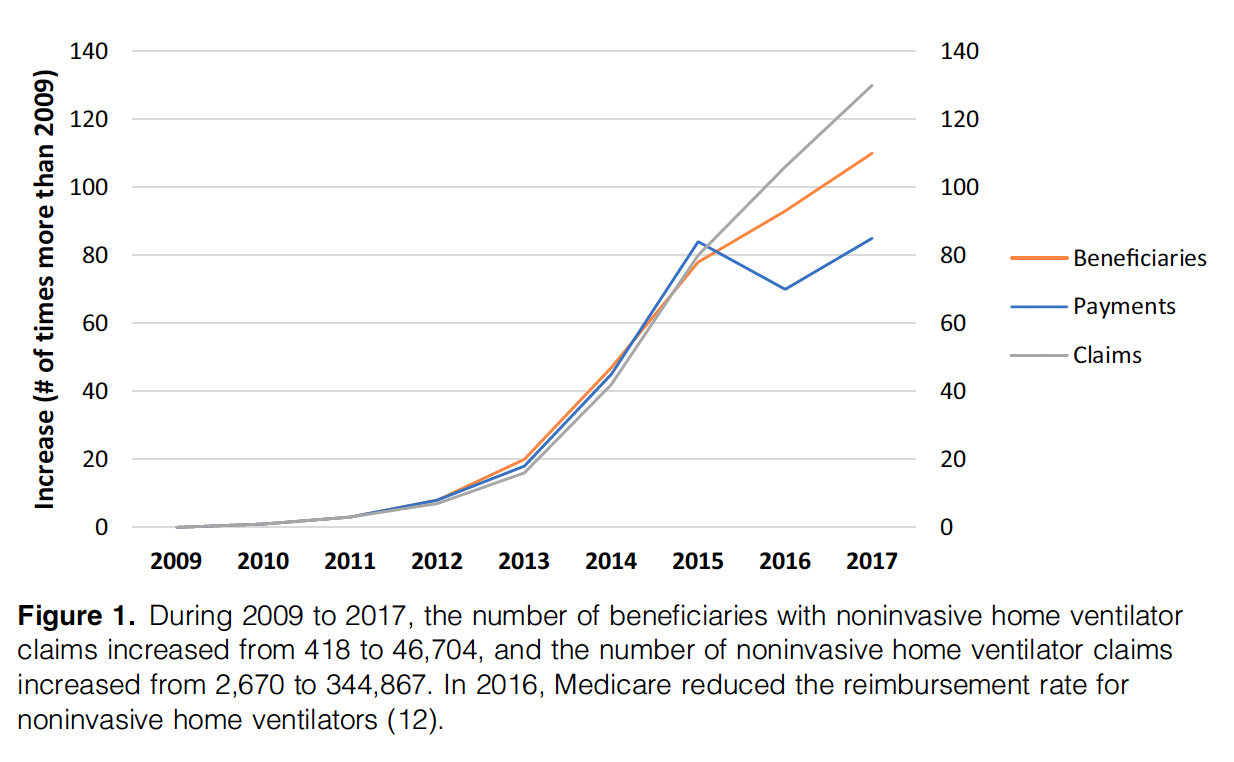 140 140
120 120
100 100
80 80
60 60
40 40
20 20
0 0
Increase (# of times more than 2009)
2009 2010 2011 2012 2013 2014 2015 2016 2017
Beneficiaries
Payments
Claims
Figure 1. During 2009 to 2017, the number of beneficiaries with noninvasive home ventilator
claims increased from 418 to 46,704, and the number of noninvasive home ventilator claims
increased from 2,670 to 344,867. In 2016, Medicare reduced the reimbursement rate for
noninvasive home ventilators (12).